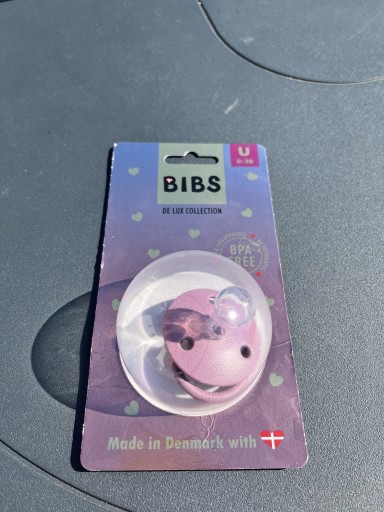 U
0-36
BIBS
DE LUX COLLECTION
BPA
FREE
Made in Denmark with